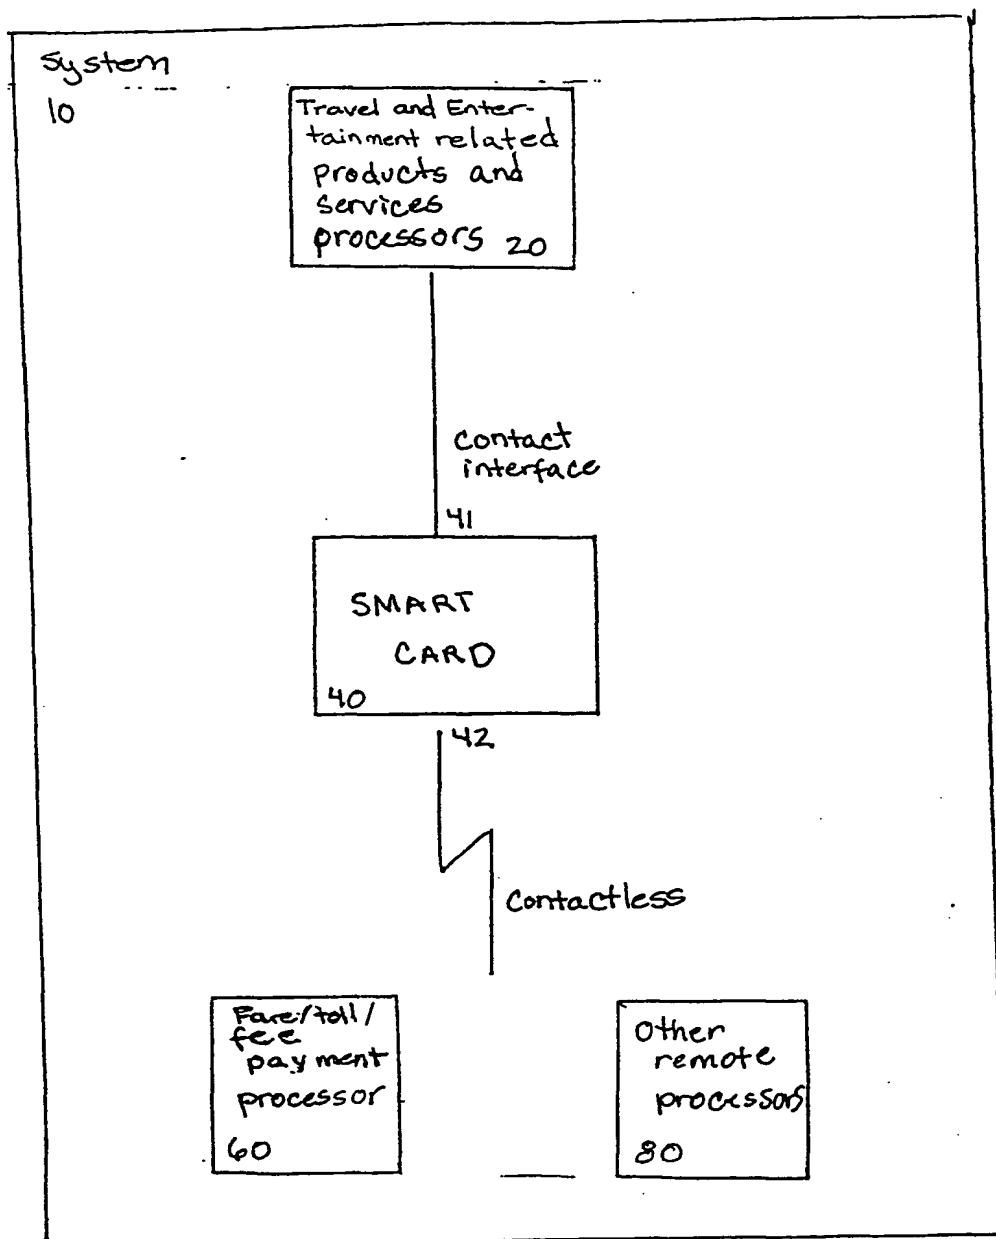 System
10
Travel and Enter-
tainment related
products and
services
processors 20
contact
interface
41
SMART
CARD
40
42
Contactless
Fare/toll/
fee
payment
processor
60
Other
remote
processors
80